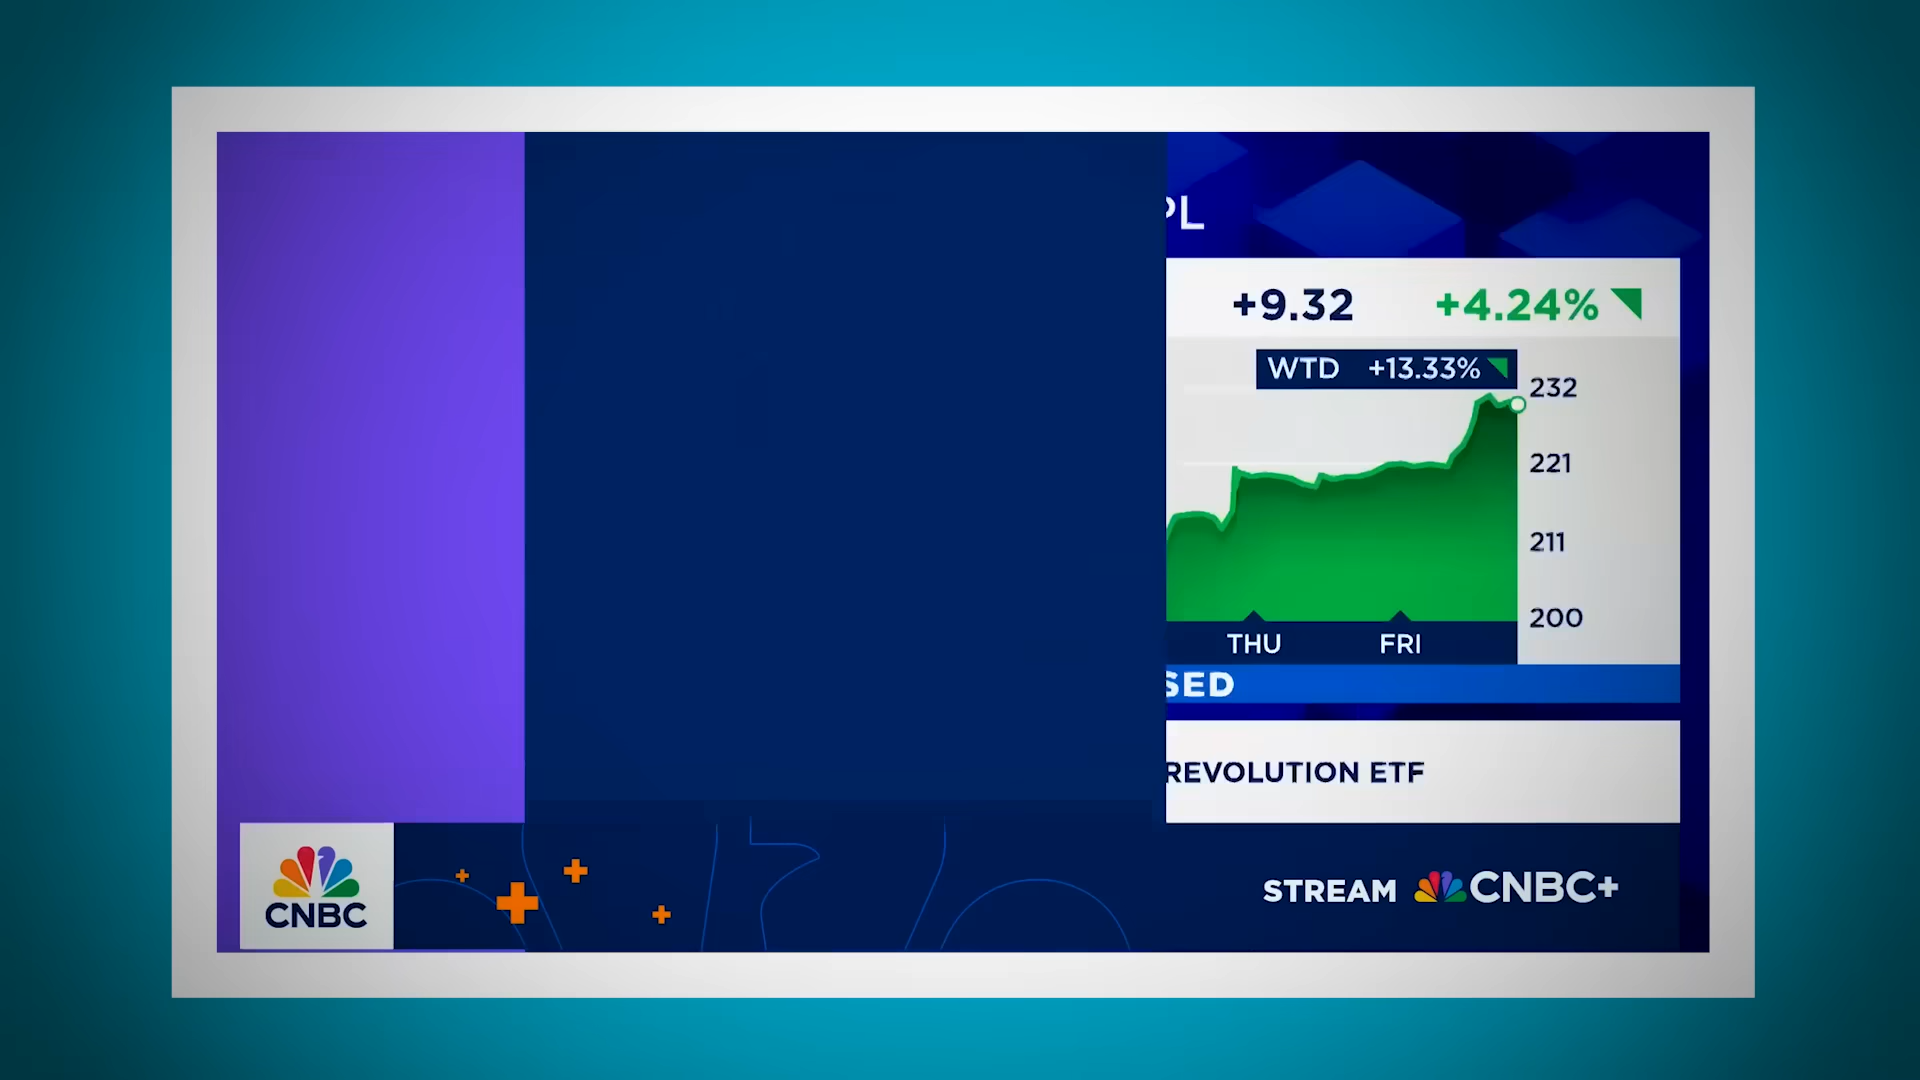 PL
+9.32 +4.24%
WTD +13.33%
232
221
211
200
THU FRI
SED
REVOLUTION ETF
CNBC
STREAM CNBC+